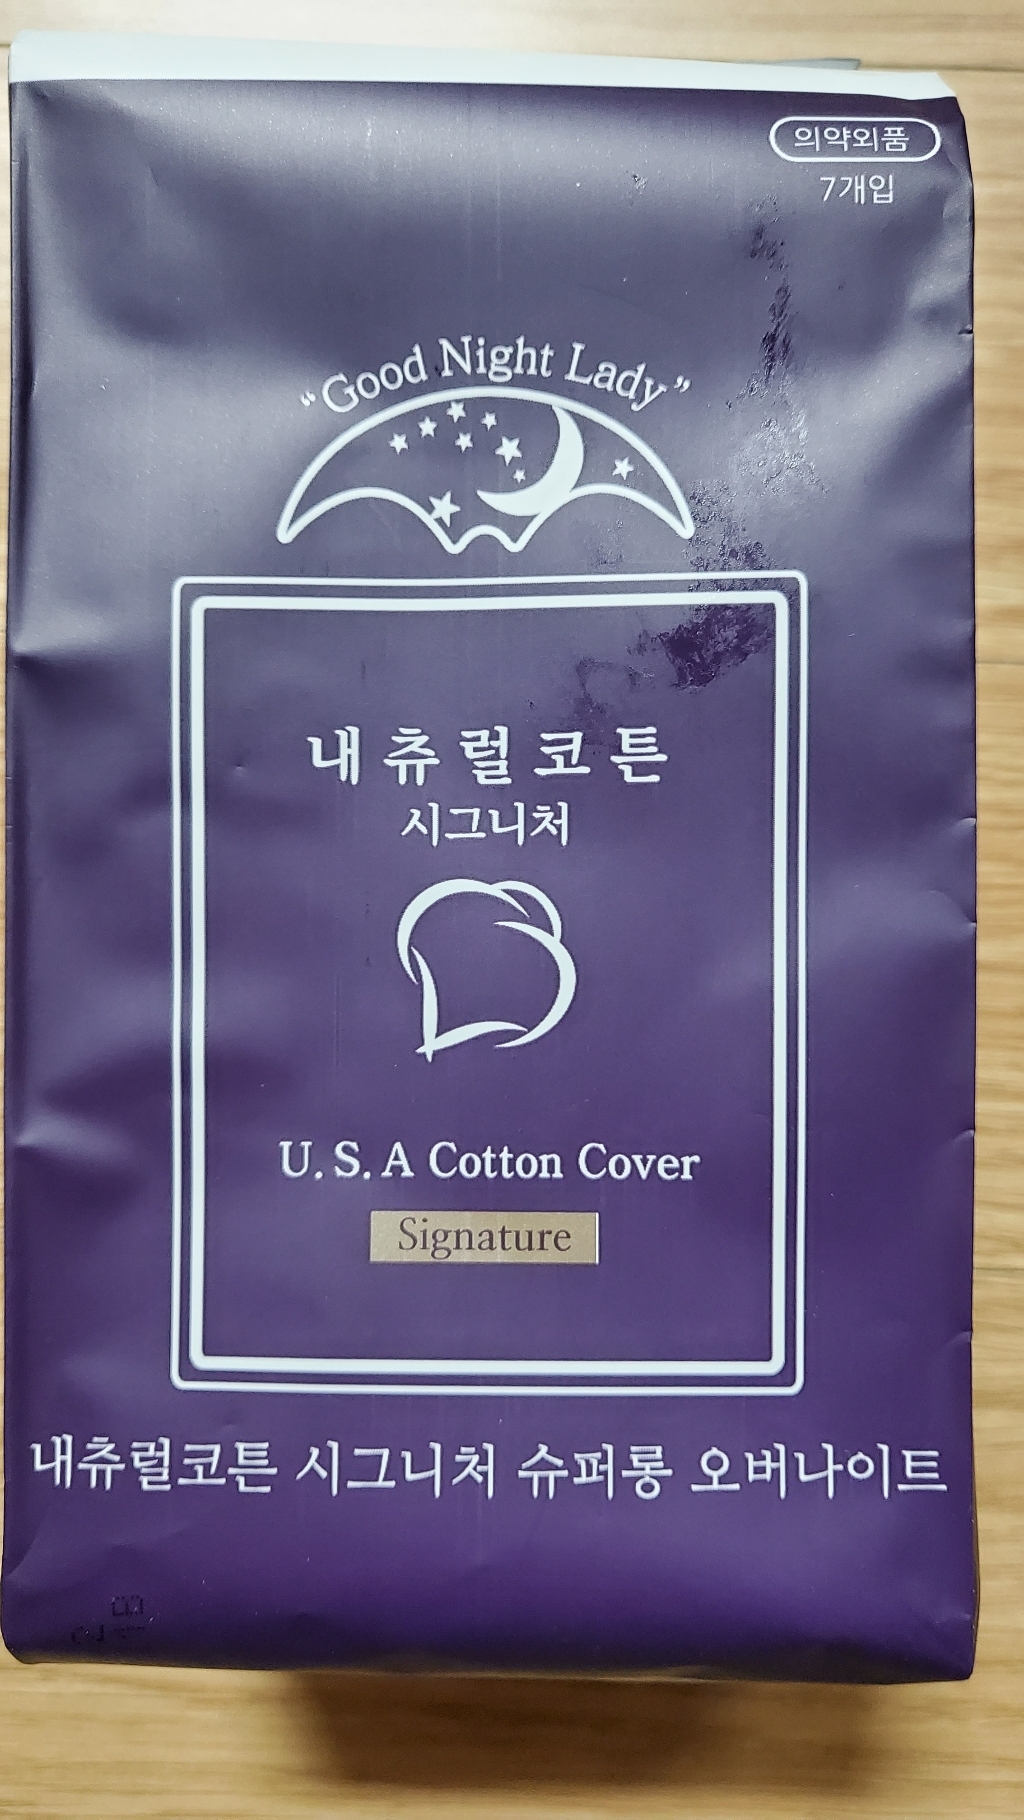 의약외품
7개입
“Good Night Lady”
내츄럴코튼
시그니처
U.S.A Cotton Cover
Signature
내츄럴코튼 시그니처 슈퍼롱 오버나이트